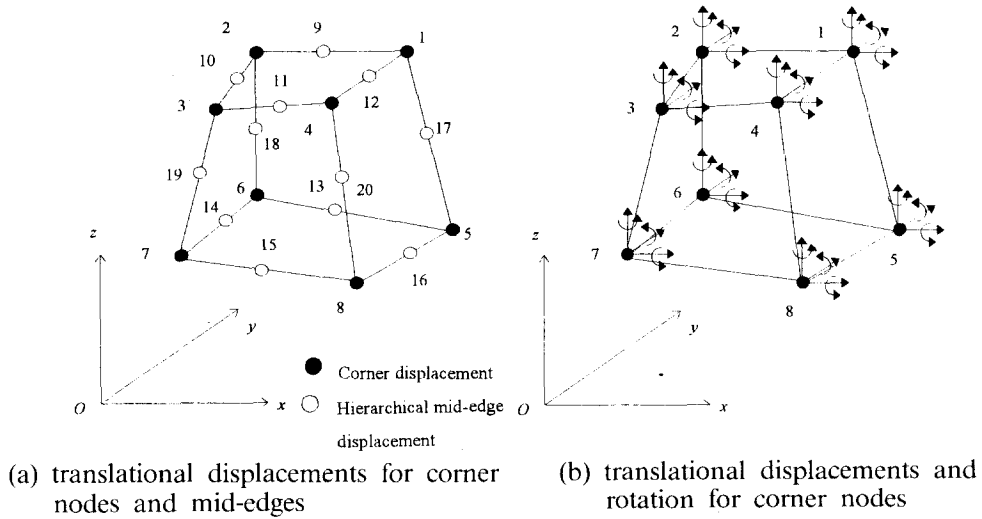 2 9 1
10 11 12
3 4 17
18
19 6 13 20
14 5
7 15 16
8
z
y
O x
Corner displacement
Hierarchical mid-edge
displacement
(a) translational displacements for corner
nodes and mid-edges
2 1
3 4
6
7 5
8
z
y
O x
(b) translational displacements and
rotation for corner nodes